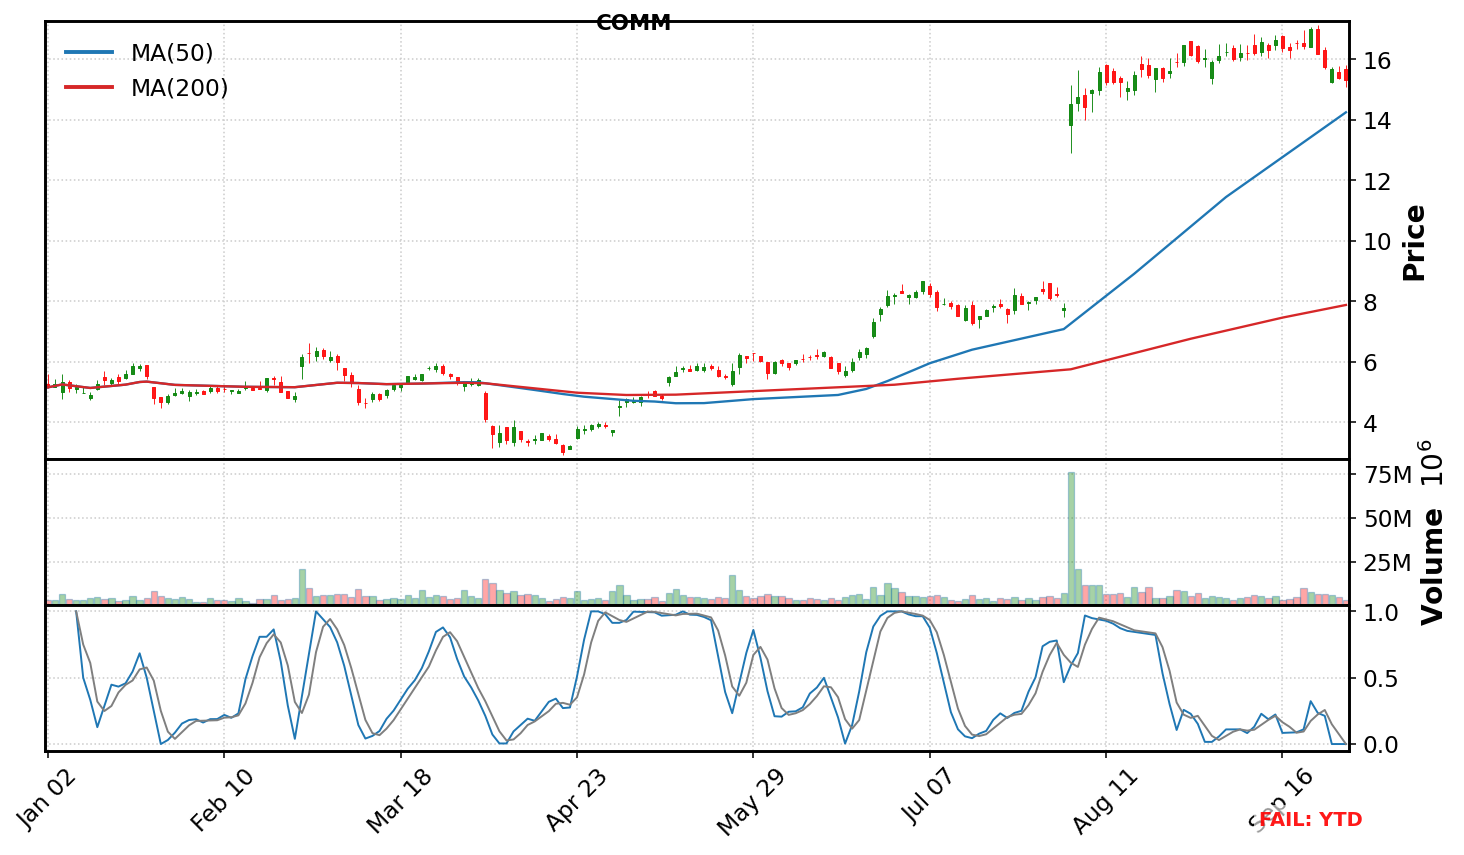 COMM
MA(50)
MA(200)
16
14
12
10
8
6
4
Price
75M
50M
25M
Volume 10^6
1.0
0.5
0.0
Jan 02
Feb 10
Mar 18
Apr 23
May 29
Jul 07
Aug 11
Sep 16
FAIL: YTD